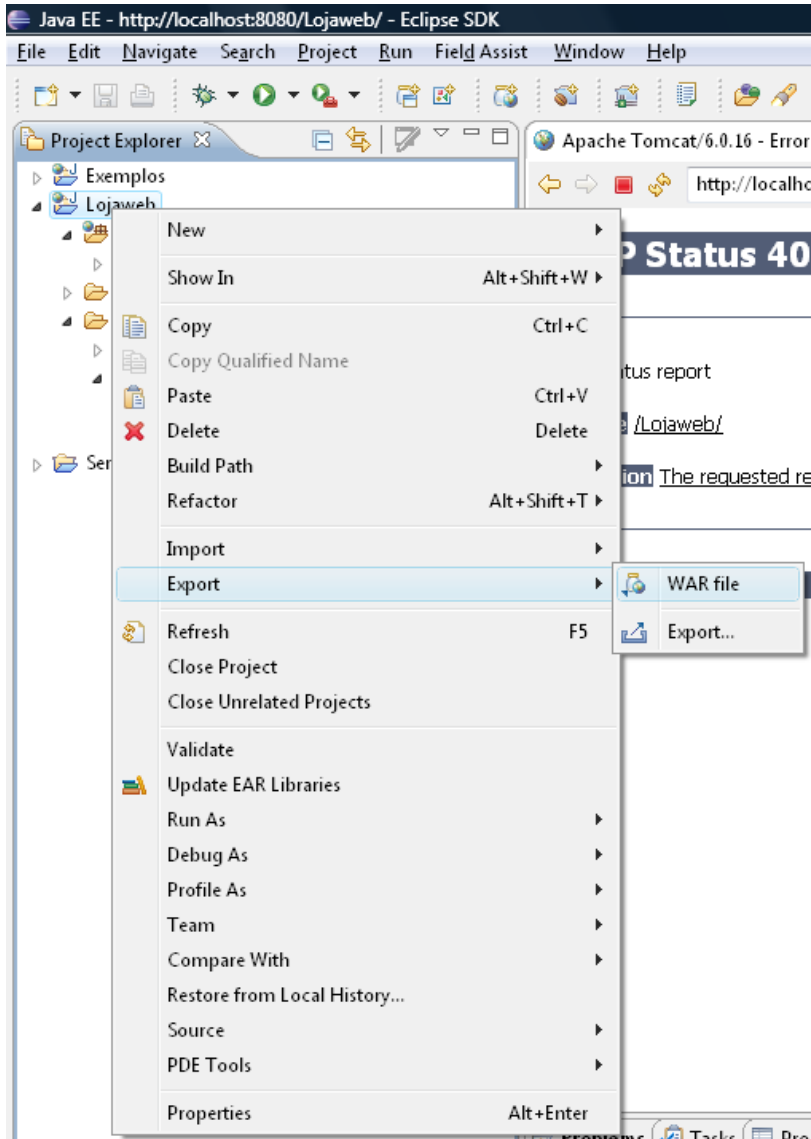 Java EE - http://localhost:8080/Lojaweb/ - Eclipse SDK
File Edit Navigate Search Project Run Field Assist Window Help
Project Explorer
Apache Tomcat/6.0.16 - Error
Exemplos
http://localho
Lojaweb
New
P Status 40
Show In Alt+Shift+W
Copy Ctrl+C
Copy Qualified Name
tus report
Paste Ctrl+V
/Lojaweb/
Delete Delete
Ser
Build Path
ion The requested re
Refactor Alt+Shift+T
Import
Export
WAR file
Refresh F5
Export...
Close Project
Close Unrelated Projects
Validate
Update EAR Libraries
Run As
Debug As
Profile As
Team
Compare With
Restore from Local History...
Source
PDE Tools
Properties Alt+Enter
Problems Tasks Pro